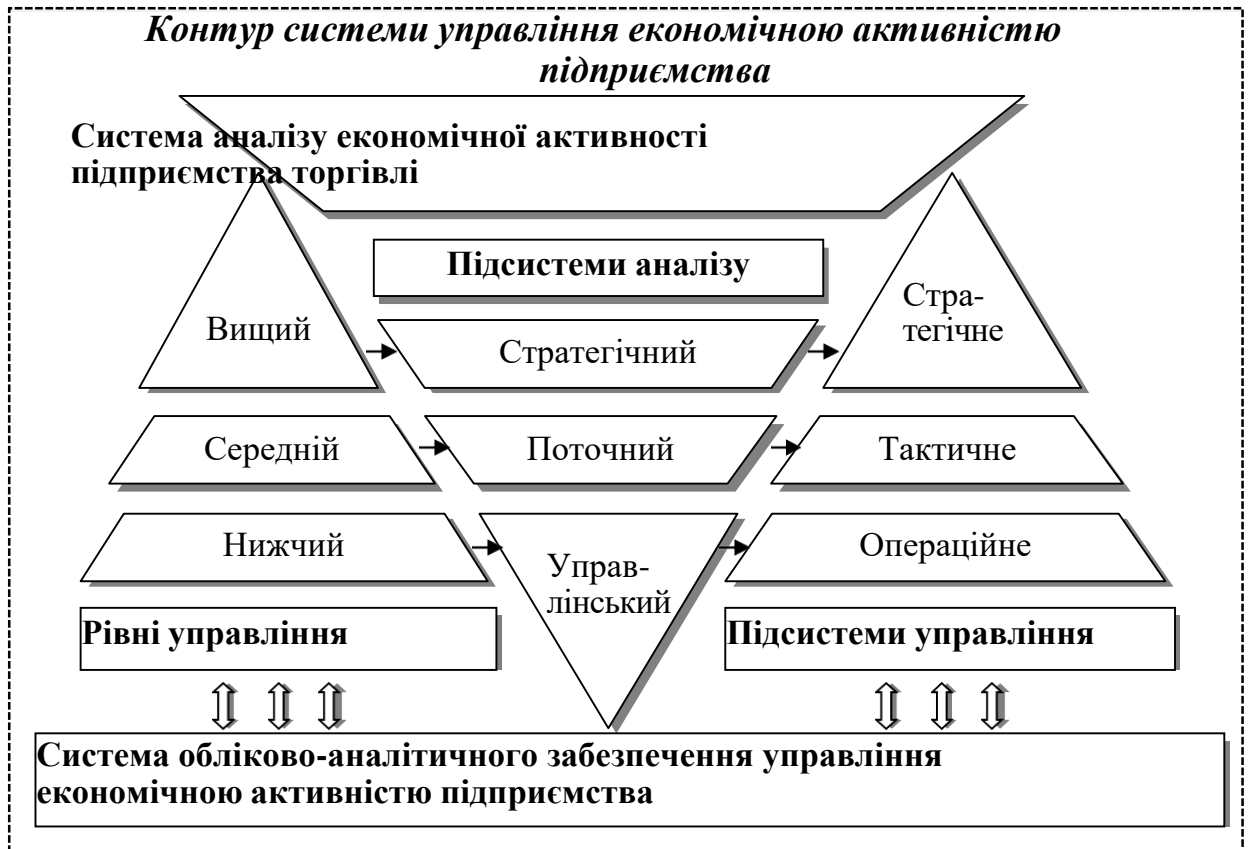 Контур системи управління економічною активністю
підприємства
Система аналізу економічної активності
підприємства торгівлі
Підсистеми аналізу
Вищий
Стратегічний
Стра-
тегічне
Середній
Поточний
Тактичне
Нижчий
Управ-
лінський
Операційне
Рівні управління
Підсистеми управління
Система обліково-аналітичного забезпечення управління
економічною активністю підприємства